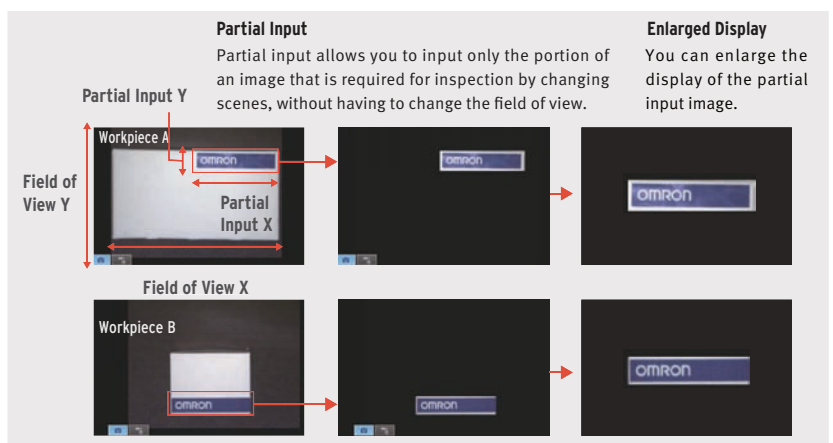 Partial Input
Partial input allows you to input only the portion of
an image that is required for inspection by changing
scenes, without having to change the field of view.
Enlarged Display
You can enlarge the
display of the partial
input image.
Partial Input Y
Workpiece A
OMRON
OMRON
OMRON
Field of
View Y
Partial
Input X
Field of View X
Workpiece B
OMRON
OMRON
OMRON